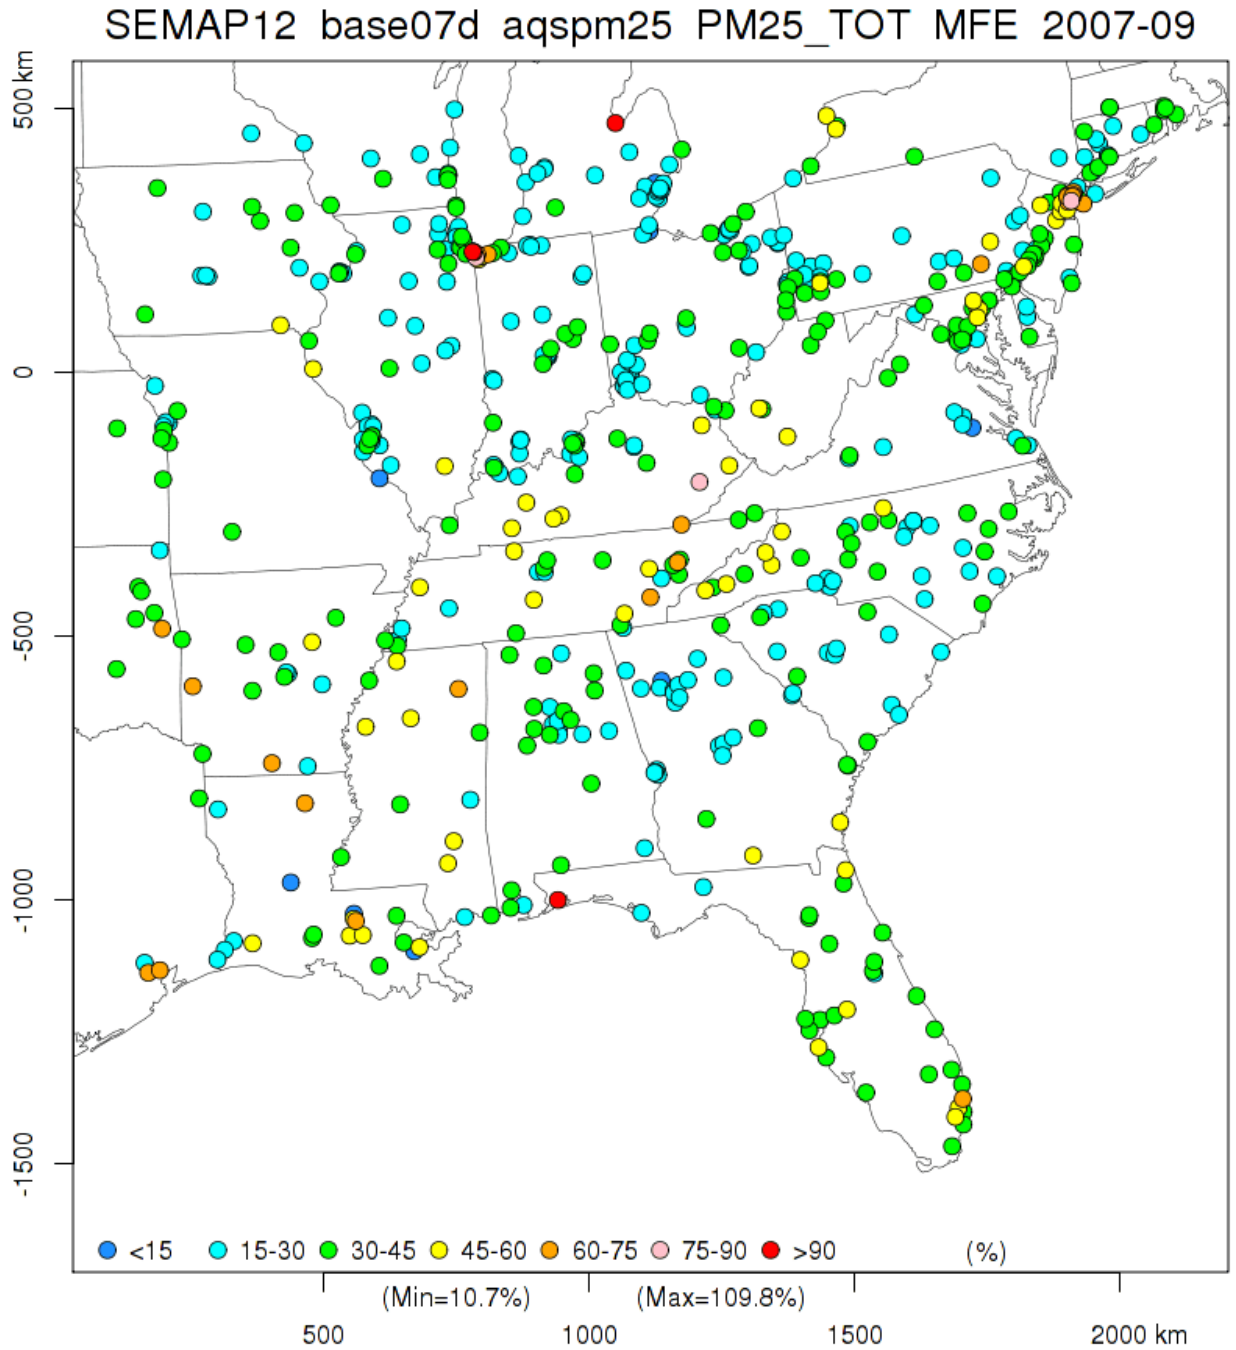 SEMAP12 base07d aqspm25 PM25_TOT MFE 2007-09
500 km
0
-500
-1000
-1500
<15 15-30 30-45 45-60 60-75 75-90 >90 (%)
(Min=10.7%) (Max=109.8%)
500 1000 1500 2000 km